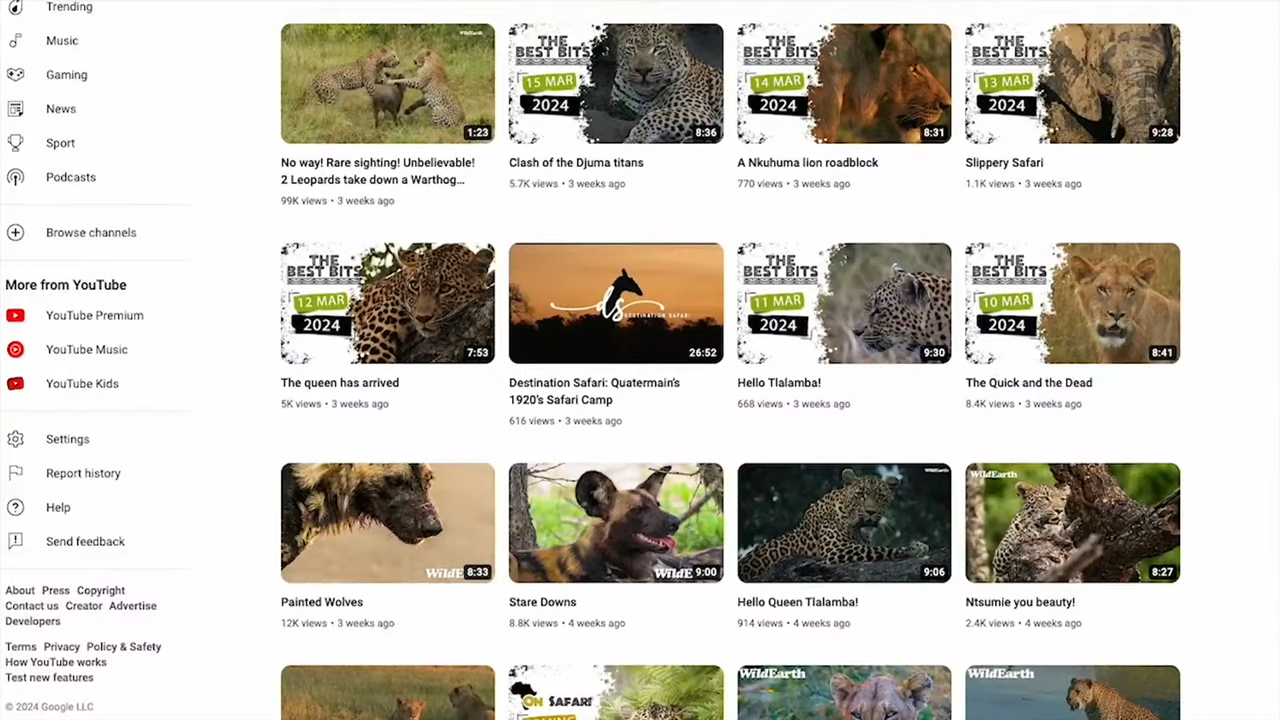 Trending
Music
Gaming
News
Sport
Podcasts
Browse channels
More from YouTube
YouTube Premium
YouTube Music
YouTube Kids
Settings
Report history
Help
Send feedback
About Press Copyright
Contact us Creator Advertise
Developers
Terms Privacy Policy & Safety
How YouTube works
Test new features
© 2024 Google LLC
WildEarth
1:23
No way! Rare sighting! Unbelievable!
2 Leopards take down a Warthog...
99K views • 3 weeks ago
THE
BEST BITS
15 MAR
2024
8:36
Clash of the Djuma titans
5.7K views • 3 weeks ago
THE
BEST BITS
14 MAR
2024
8:31
A Nkuhuma lion roadblock
770 views • 3 weeks ago
THE
BEST BITS
13 MAR
2024
9:28
Slippery Safari
1.1K views • 3 weeks ago
THE
BEST BITS
12 MAR
2024
7:53
The queen has arrived
5K views • 3 weeks ago
ds
DESTINATION SAFARI
26:52
Destination Safari: Quatermain's
1920's Safari Camp
616 views • 3 weeks ago
THE
BEST BITS
11 MAR
2024
9:30
Hello Tlalamba!
668 views • 3 weeks ago
THE
BEST BITS
10 MAR
2024
8:41
The Quick and the Dead
8.4K views • 3 weeks ago
WildE
8:33
Painted Wolves
12K views • 3 weeks ago
WildE
9:00
Stare Downs
8.8K views • 4 weeks ago
WildEarth
9:06
Hello Queen Tlalamba!
914 views • 4 weeks ago
WildEarth
8:27
Ntsumie you beauty!
2.4K views • 4 weeks ago
ON SAFARI
WildEarth
WildEarth